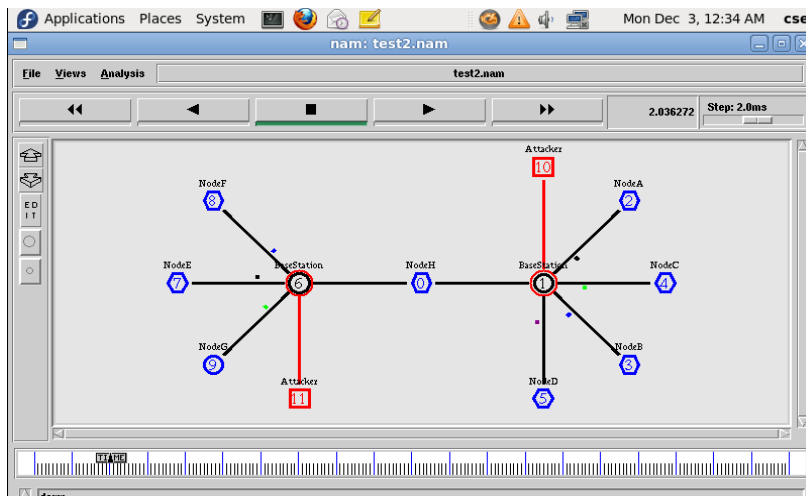 Applications Places System Mon Dec 3, 12:34 AM cse
nam: test2.nam
File Views Analysis test2.nam
2.036272 Step: 2.0ms
Attacker
10
NodeF NodeA
8 2
E D
I T
NodeE BaseStation NodeH BaseStation NodeC
7 6 0 1 4
NodeG NodeB
9 3
Attacker NodeD
11 5
TIME